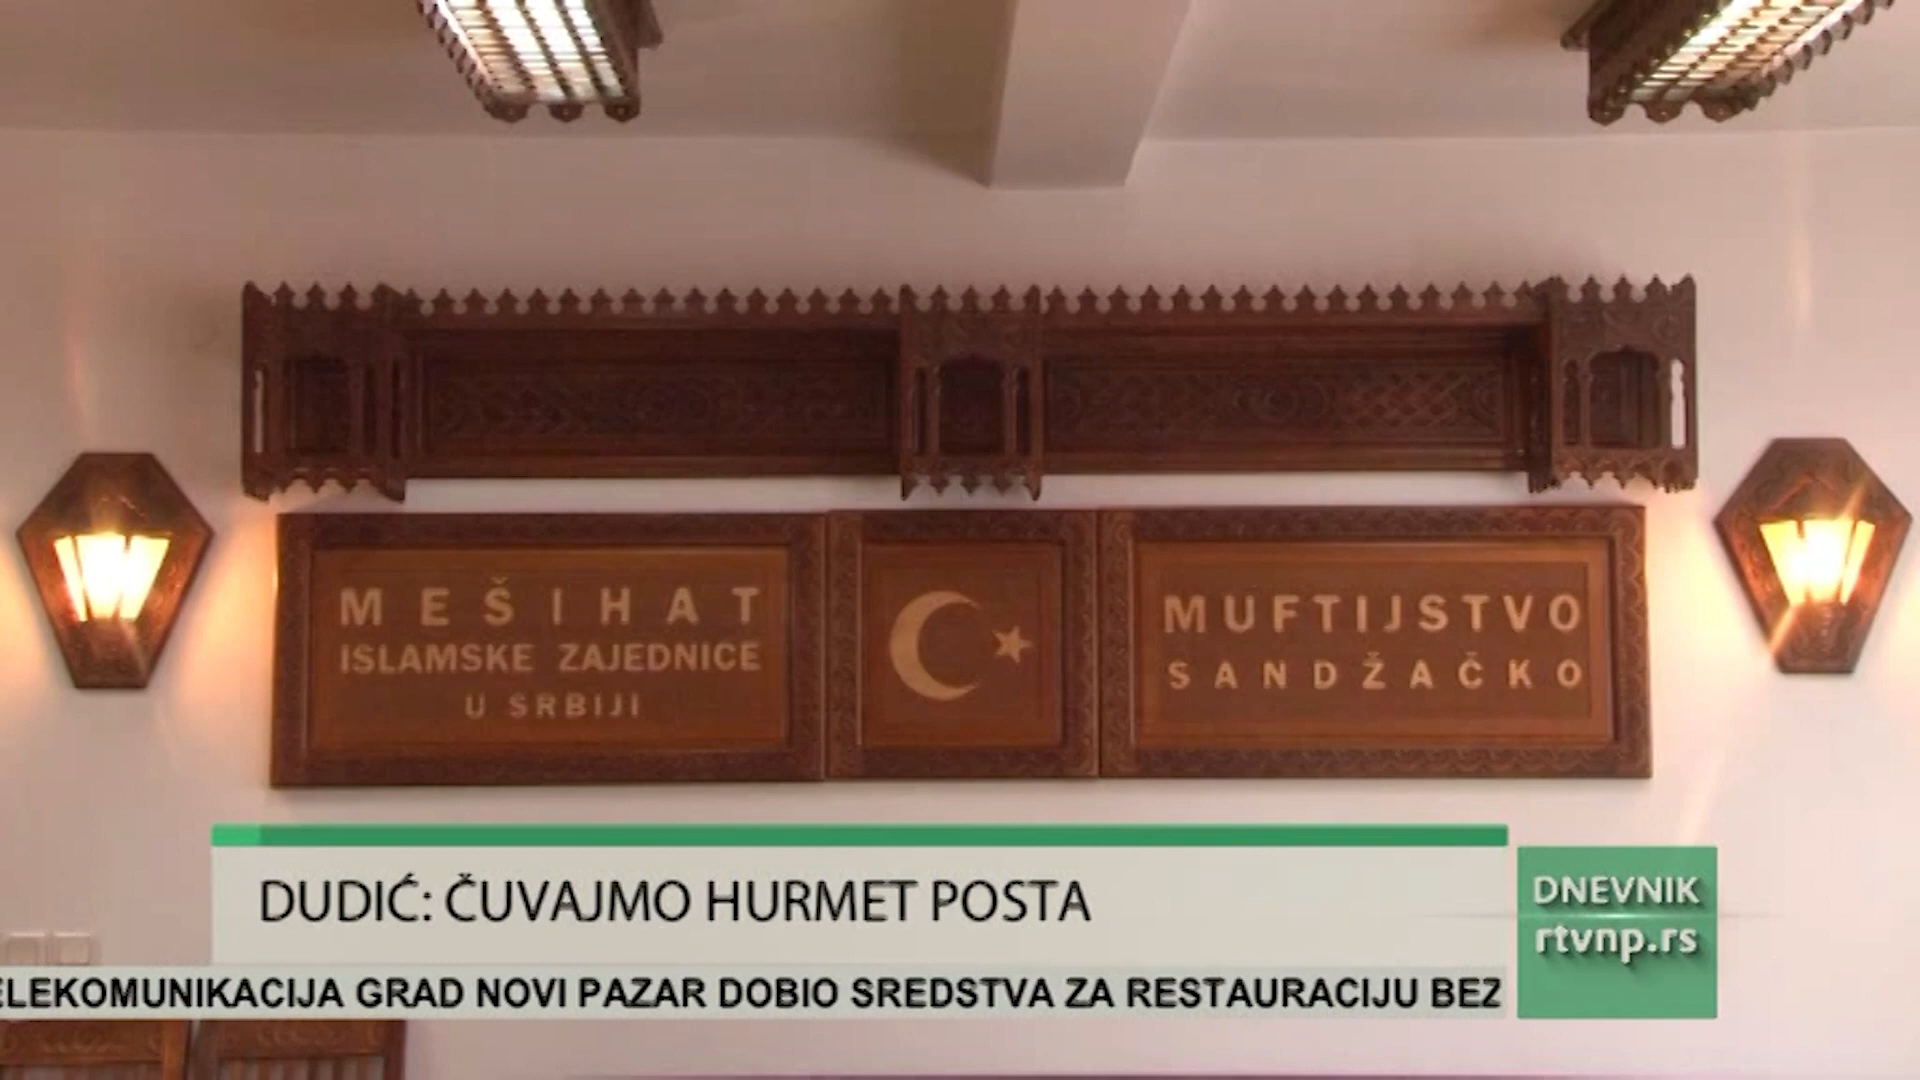 MEŠIHAT
ISLAMSKE ZAJEDNICE
U SRBIJI
MUFTIJSTVO
SANDŽAČKO
DUDIĆ: ČUVAJMO HURMET POSTA
DNEVNIK
rtvnp.rs
GRAD NOVI PAZAR DOBIO SREDSTVA ZA RESTAURACIJU BEZ